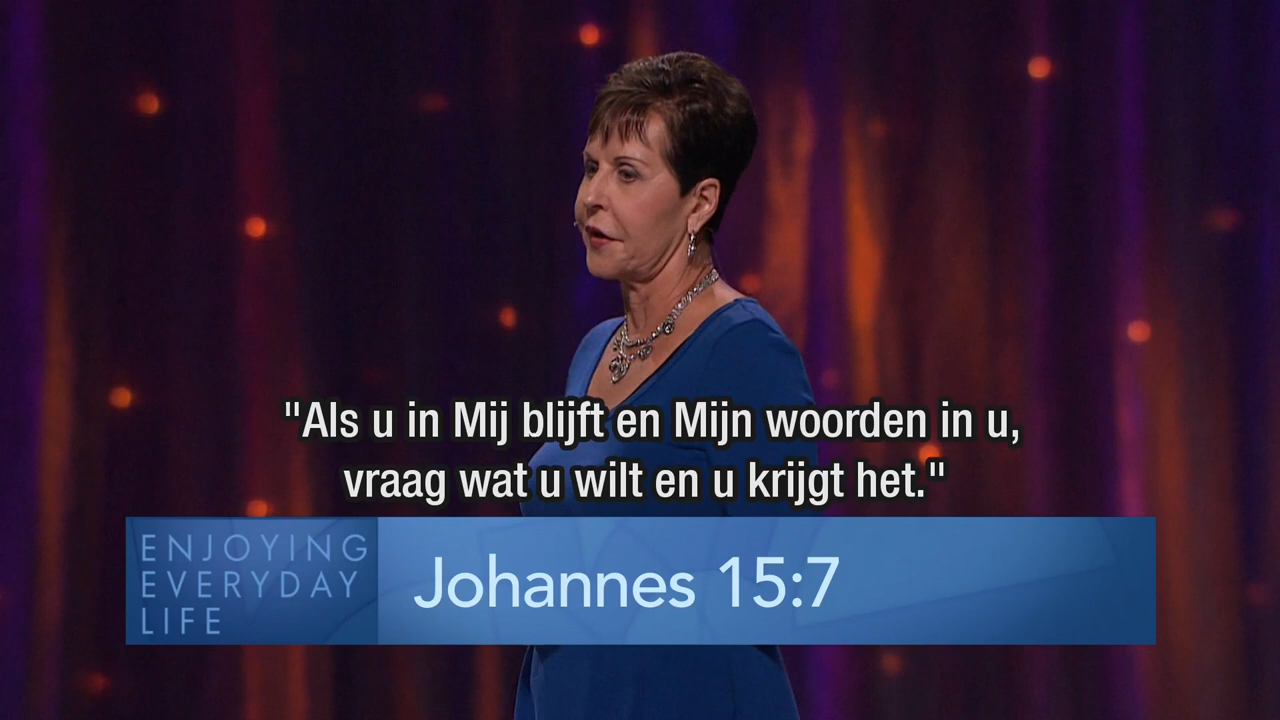 "Als u in Mij blijft en Mijn woorden in u,
vraag wat u wilt en u krijgt het."
ENJOYING
EVERYDAY
LIFE
Johannes 15:7